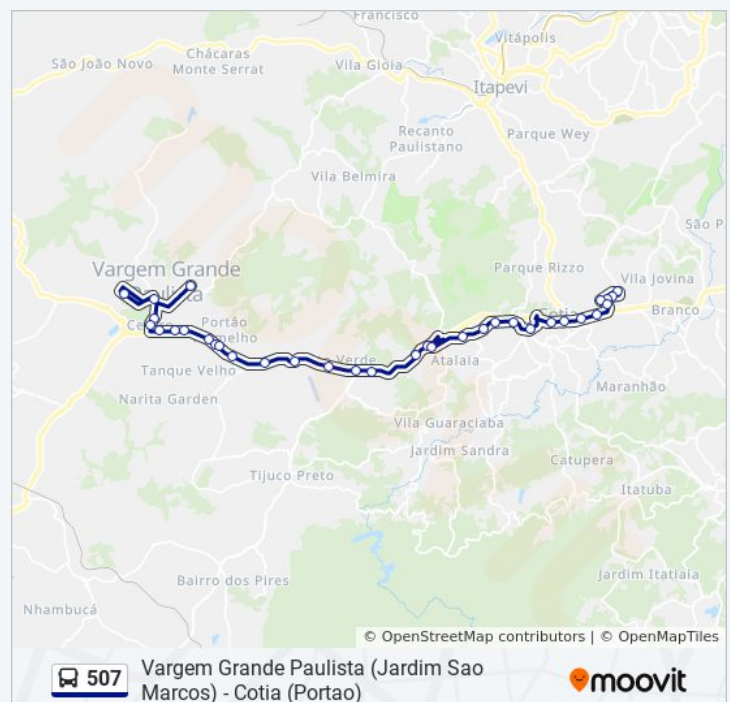 Francisco
Vitápolis
São João Novo
Chácaras
Monte Serrat
Vila Gloia
Itapevi
Recanto
Paulistano
Parque Wey
Vila Belmira
São P
Vargem Grande
Parque Rizzo
Vila Jovina
Branco
Portão
Verde
Atalaia
Tanque Velho
Maranhão
Narita Garden
Vila Guaraciaba
Jardim Sandra
Catupera
Tijuco Preto
Itatuba
Bairro dos Pires
Jardim Itatiaia
Nhambucá
© OpenStreetMap contributors | © OpenMapTiles
507
Vargem Grande Paulista (Jardim Sao
Marcos) - Cotia (Portao)
moovit